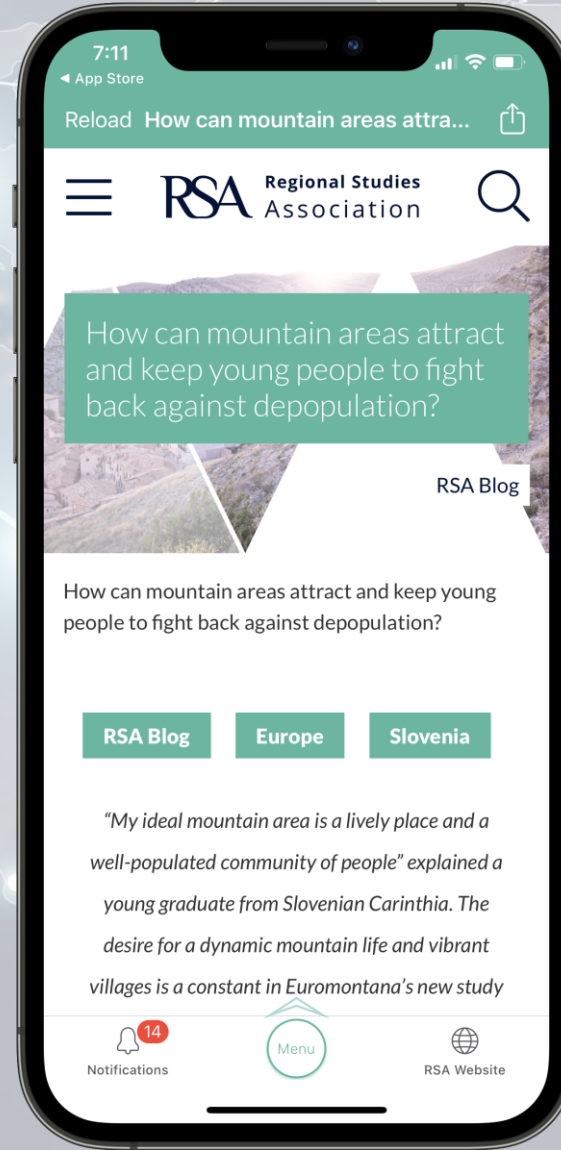 7:11
◀ App Store
Reload How can mountain areas attra...
RSA Regional Studies
Association
How can mountain areas attract
and keep young people to fight
back against depopulation?
RSA Blog
How can mountain areas attract and keep young
people to fight back against depopulation?
RSA Blog Europe Slovenia
“My ideal mountain area is a lively place and a
well-populated community of people” explained a
young graduate from Slovenian Carinthia. The
desire for a dynamic mountain life and vibrant
villages is a constant in Euromontana’s new study
14
Notifications Menu RSA Website